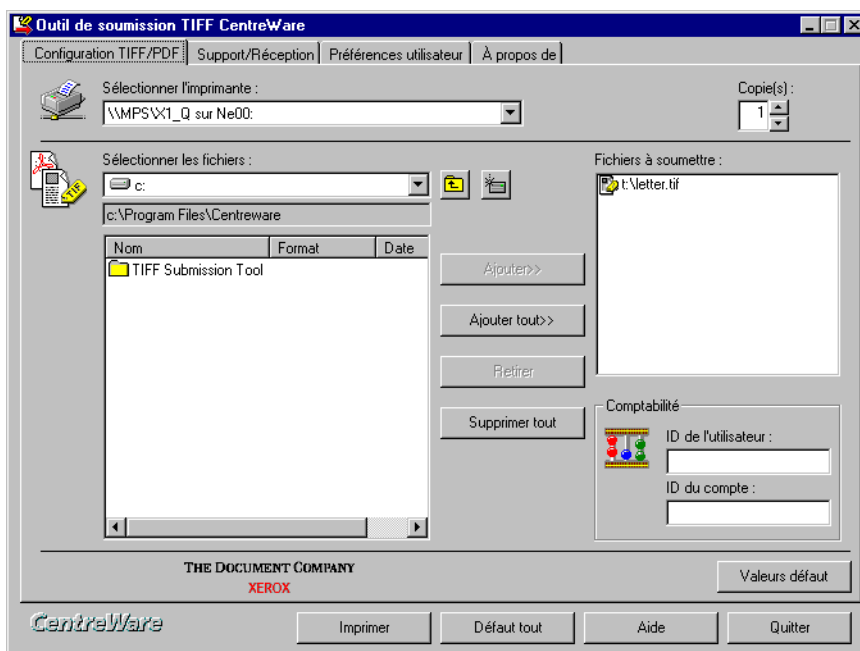 Outil de soumission TIFF CentreWare
Configuration TIFF/PDF Support/Réception Préférences utilisateur À propos de
Sélectionner l'imprimante :
Copie(s) :
\\MPS\X1_Q sur Ne00:
1
Sélectionner les fichiers :
Fichiers à soumettre :
c:
t:\letter.tif
c:\Program Files\Centreware
Nom Format Date
TIFF Submission Tool
Ajouter>>
Ajouter tout>>
Retirer
Supprimer tout
Comptabilité
ID de l'utilisateur :
ID du compte :
THE DOCUMENT COMPANY
XEROX
Valeurs défaut
CentreWare
Imprimer Défaut tout Aide Quitter